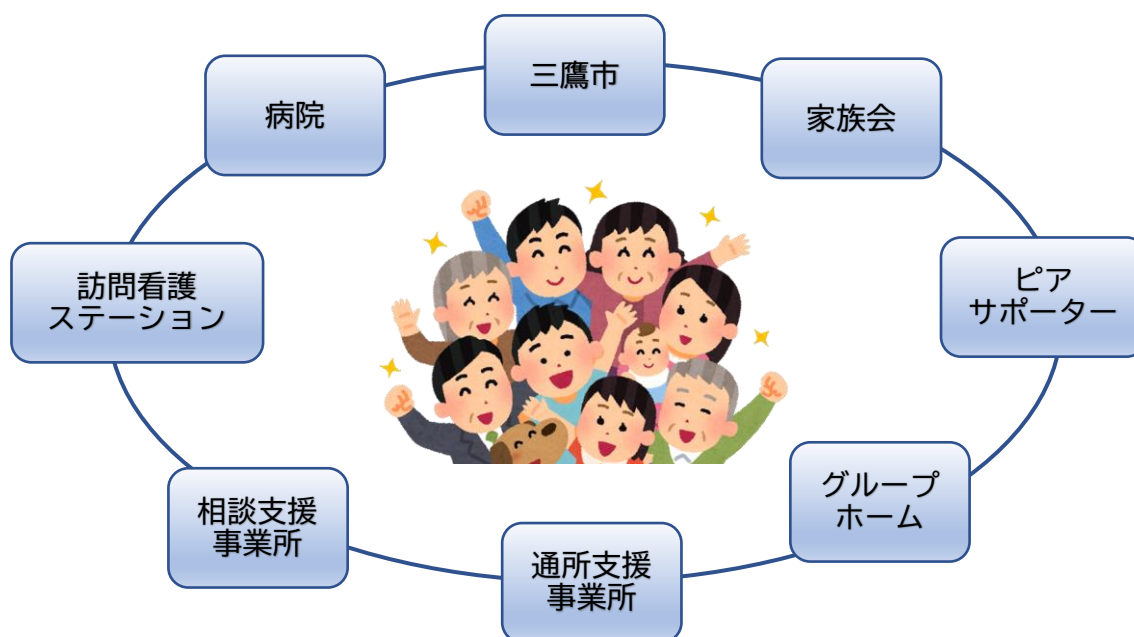 三鷹市
病院
家族会
訪問看護
ステーション
ピア
サポーター
相談支援
事業所
グループ
ホーム
通所支援
事業所